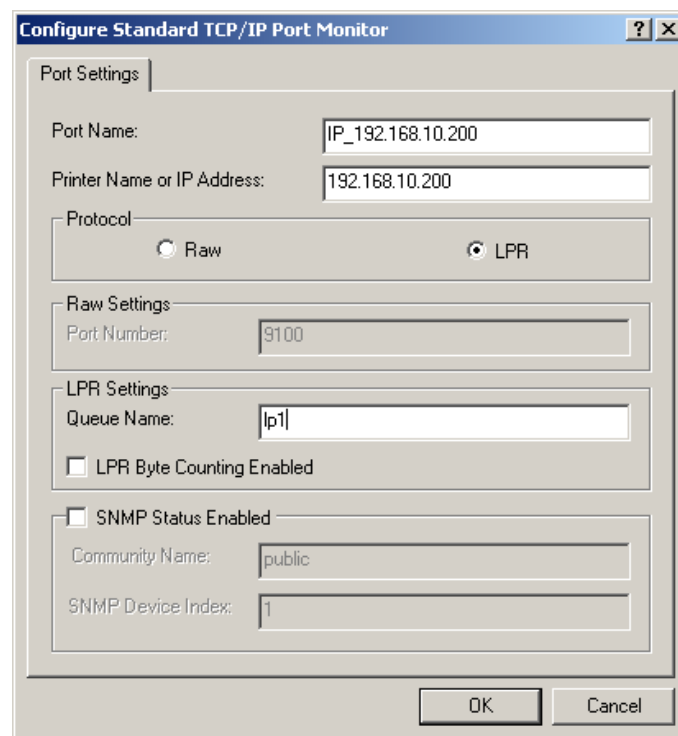 Configure Standard TCP/IP Port Monitor
Port Settings
Port Name: IP_192.168.10.200
Printer Name or IP Address: 192.168.10.200
Protocol
Raw LPR
Raw Settings
Port Number: 9100
LPR Settings
Queue Name: lp1
LPR Byte Counting Enabled
SNMP Status Enabled
Community Name: public
SNMP Device Index: 1
OK Cancel